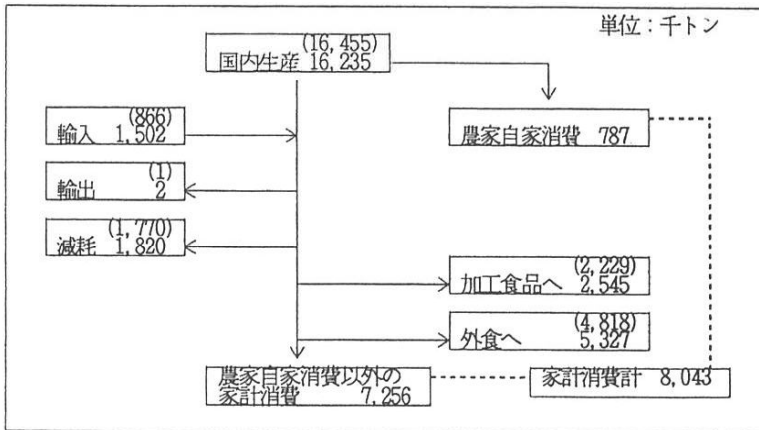 単位：千トン
(16,455)
国内生産 16,235
(866)
輸入 1,502
農家自家消費 787
(1)
輸出 2
(1,770)
減耗 1,820
(2,229)
加工食品へ 2,545
(4,818)
外食へ 5,327
農家自家消費以外の
家計消費 7,256
家計消費計 8,043